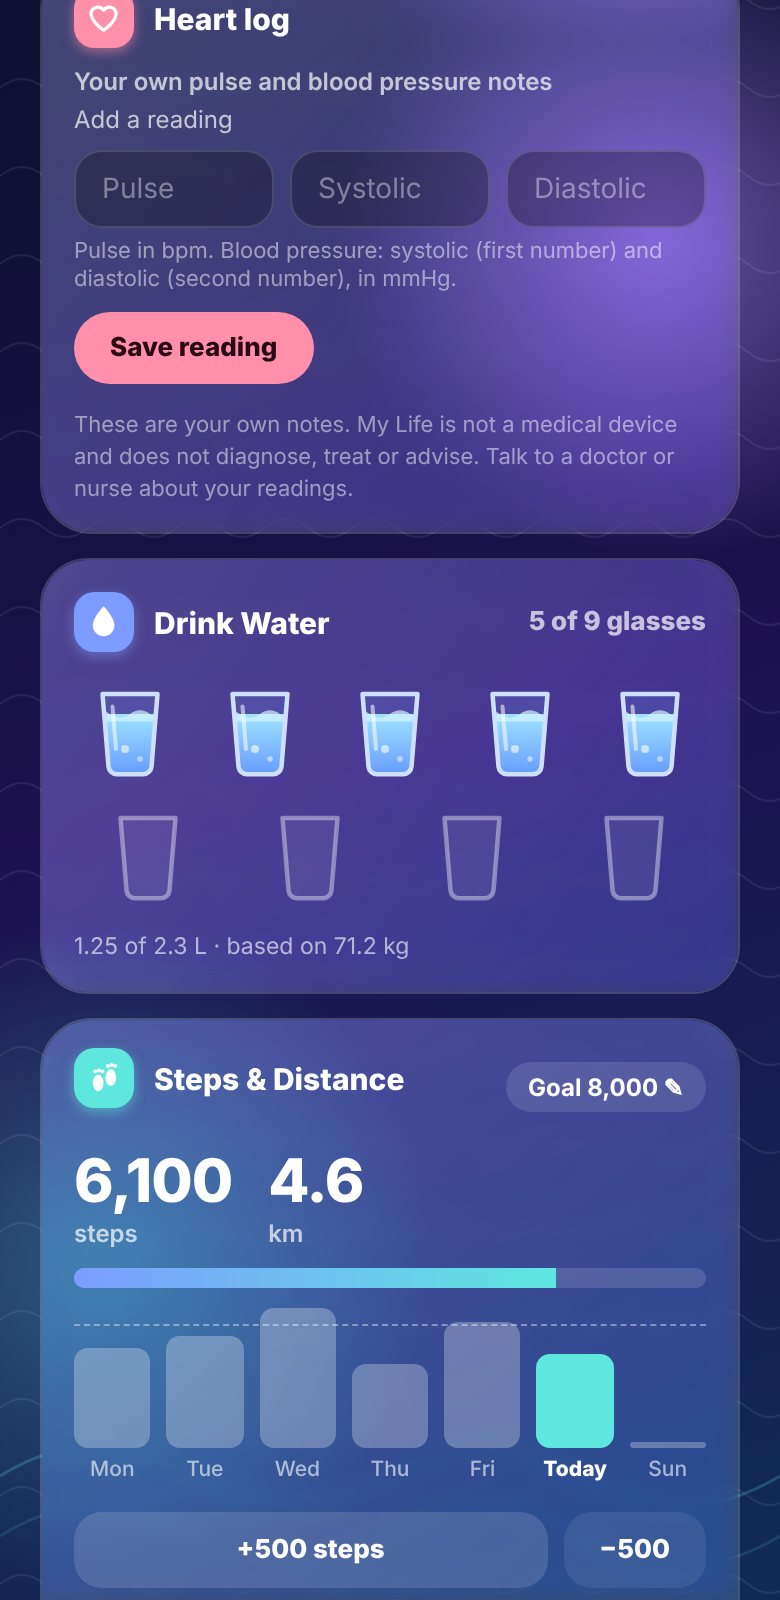 Heart log
Your own pulse and blood pressure notes
Add a reading
Pulse Systolic Diastolic
Pulse in bpm. Blood pressure: systolic (first number) and
diastolic (second number), in mmHg.
Save reading
These are your own notes. My Life is not a medical device
and does not diagnose, treat or advise. Talk to a doctor or
nurse about your readings.
Drink Water 5 of 9 glasses
1.25 of 2.3 L · based on 71.2 kg
Steps & Distance Goal 8,000 ✎
6,100 4.6
steps km
Mon Tue Wed Thu Fri Today Sun
+500 steps −500